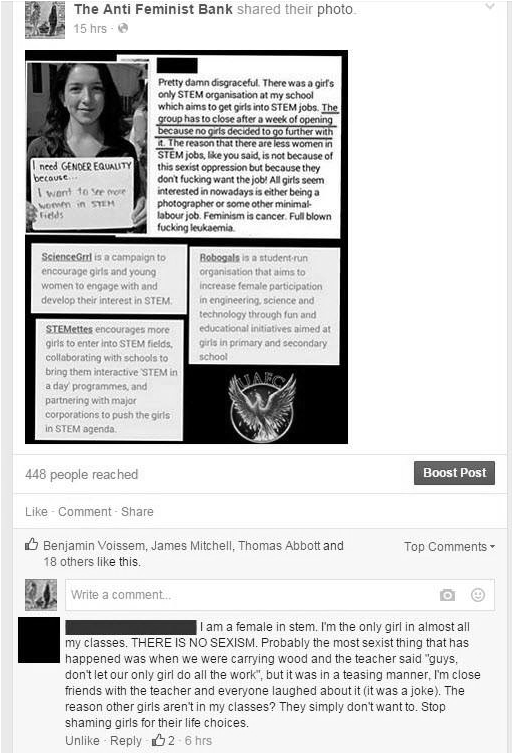 The Anti Feminist Bank shared their photo.
15 hrs ·
Pretty damn disgraceful. There was a girl's
only STEM organisation at my school
which aims to get girls into STEM jobs. The
group has to close after a week of opening
because no girls decided to go further with
it. The reason that there are less women in
STEM jobs, like you said, is not because of
this sexist oppression but because they
don't fucking want the job! All girls seem
interested in nowadays is either being a
photographer or some other minimal-
labour job. Feminism is cancer. Full blown
fucking leukaemia.
I need GENDER EQUALITY
because...
I want to see more
women in STEM
fields
ScienceGrrl is a campaign to
encourage girls and young
women to engage with and
develop their interest in STEM.
Robogals is a student-run
organisation that aims to
increase female participation
in engineering, science and
technology through fun and
educational initiatives aimed at
girls in primary and secondary
school
STEMettes encourages more
girls to enter into STEM fields,
collaborating with schools to
bring them interactive 'STEM in
a day' programmes, and
partnering with major
corporations to push the girls
in STEM agenda.
448 people reached
Boost Post
Like · Comment · Share
Benjamin Voissem, James Mitchell, Thomas Abbott and
18 others like this.
Top Comments
Write a comment...
I am a female in stem. I'm the only girl in almost all
my classes. THERE IS NO SEXISM. Probably the most sexist thing that has
happened was when we were carrying wood and the teacher said "guys,
don't let our only girl do all the work", but it was in a teasing manner, I'm close
friends with the teacher and everyone laughed about it (it was a joke). The
reason other girls aren't in my classes? They simply don't want to. Stop
shaming girls for their life choices.
Unlike · Reply · 2 · 6 hrs